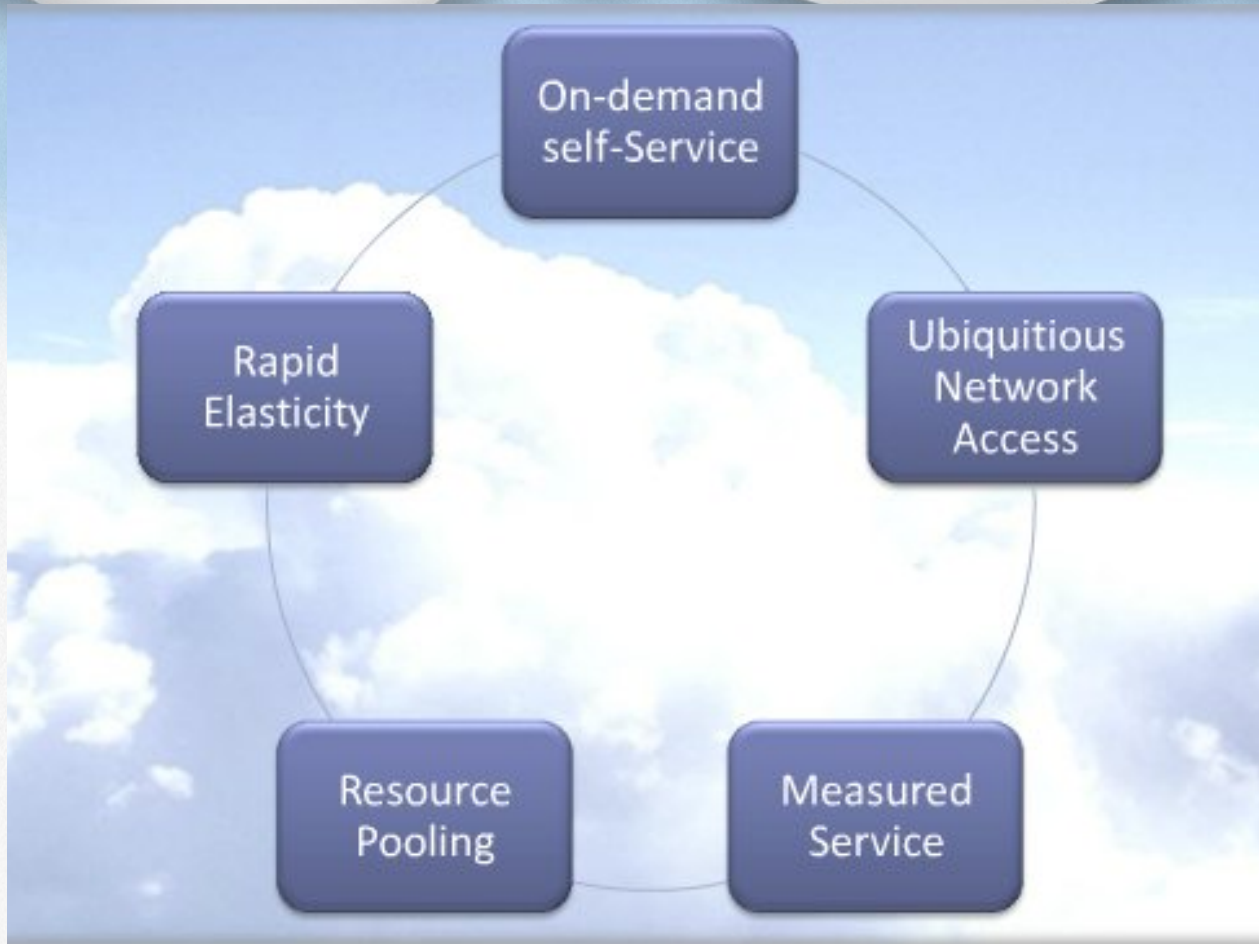 On-demand
self-Service
Ubiquitious
Network
Access
Measured
Service
Resource
Pooling
Rapid
Elasticity